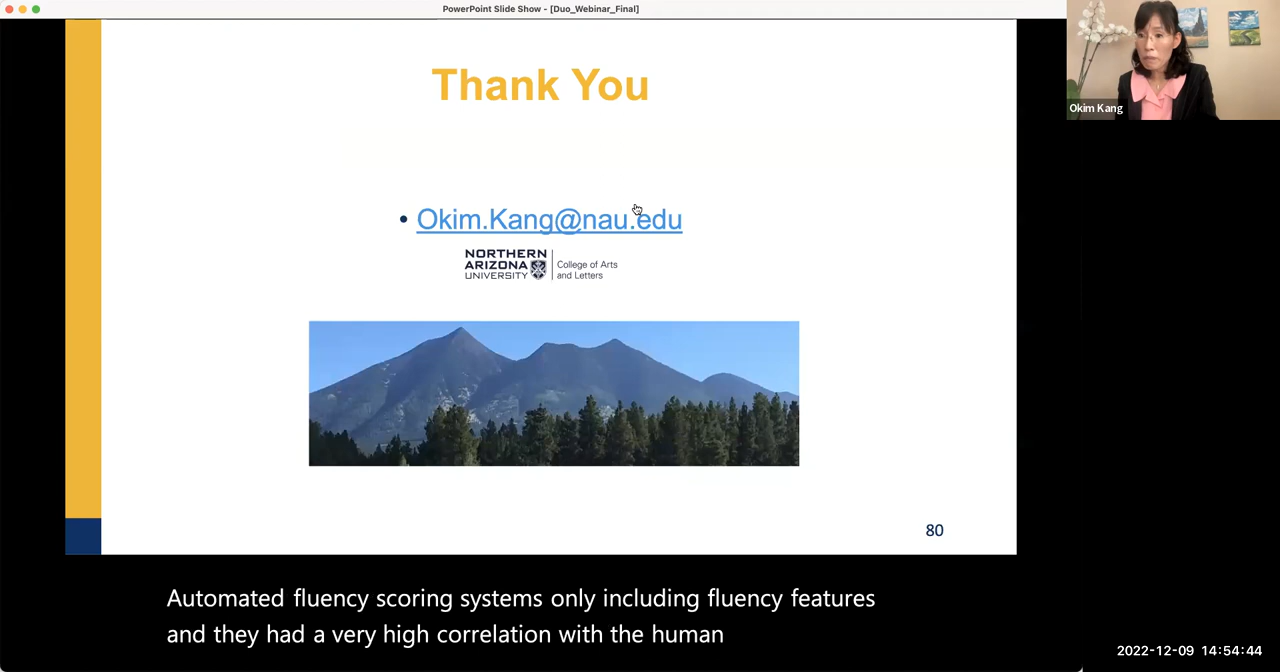 PowerPoint Slide Show - [Duo_Webinar_Final]
Okim Kang
Thank You
• Okim.Kang@nau.edu
NORTHERN
ARIZONA
UNIVERSITY
College of Arts
and Letters
80
Automated fluency scoring systems only including fluency features
and they had a very high correlation with the human
2022-12-09 14:54:44